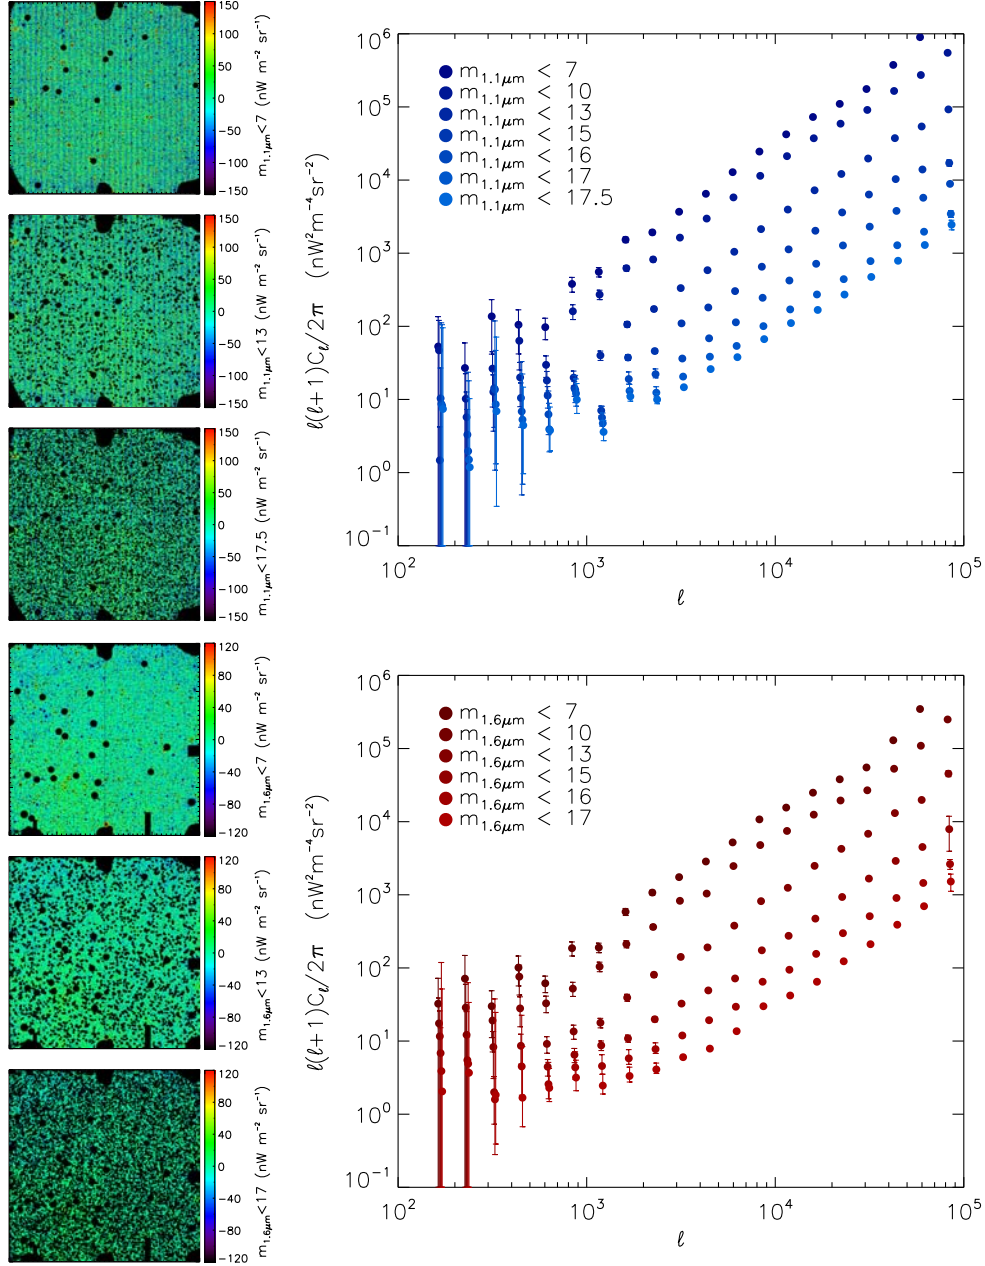 150
100
50
0
−50
−100
−150
m1.1μm<7 (nW m−2 sr−1)
150
100
50
0
−50
−100
−150
m1.1μm<13 (nW m−2 sr−1)
150
100
50
0
−50
−100
−150
m1.1μm<17.5 (nW m−2 sr−1)
120
80
40
0
−40
−80
−120
m1.6μm<7 (nW m−2 sr−1)
120
80
40
0
−40
−80
−120
m1.6μm<13 (nW m−2 sr−1)
120
80
40
0
−40
−80
−120
m1.6μm<17 (nW m−2 sr−1)
m1.1μm < 7
m1.1μm < 10
m1.1μm < 13
m1.1μm < 15
m1.1μm < 16
m1.1μm < 17
m1.1μm < 17.5
ℓ(ℓ+1)Cℓ/2π (nW2m−4sr−2)
10^6
10^5
10^4
10^3
10^2
10^1
10^0
10^−1
10^2 10^3 10^4 10^5
ℓ
m1.6μm < 7
m1.6μm < 10
m1.6μm < 13
m1.6μm < 15
m1.6μm < 16
m1.6μm < 17
ℓ(ℓ+1)Cℓ/2π (nW2m−4sr−2)
10^6
10^5
10^4
10^3
10^2
10^1
10^0
10^−1
10^2 10^3 10^4 10^5
ℓ